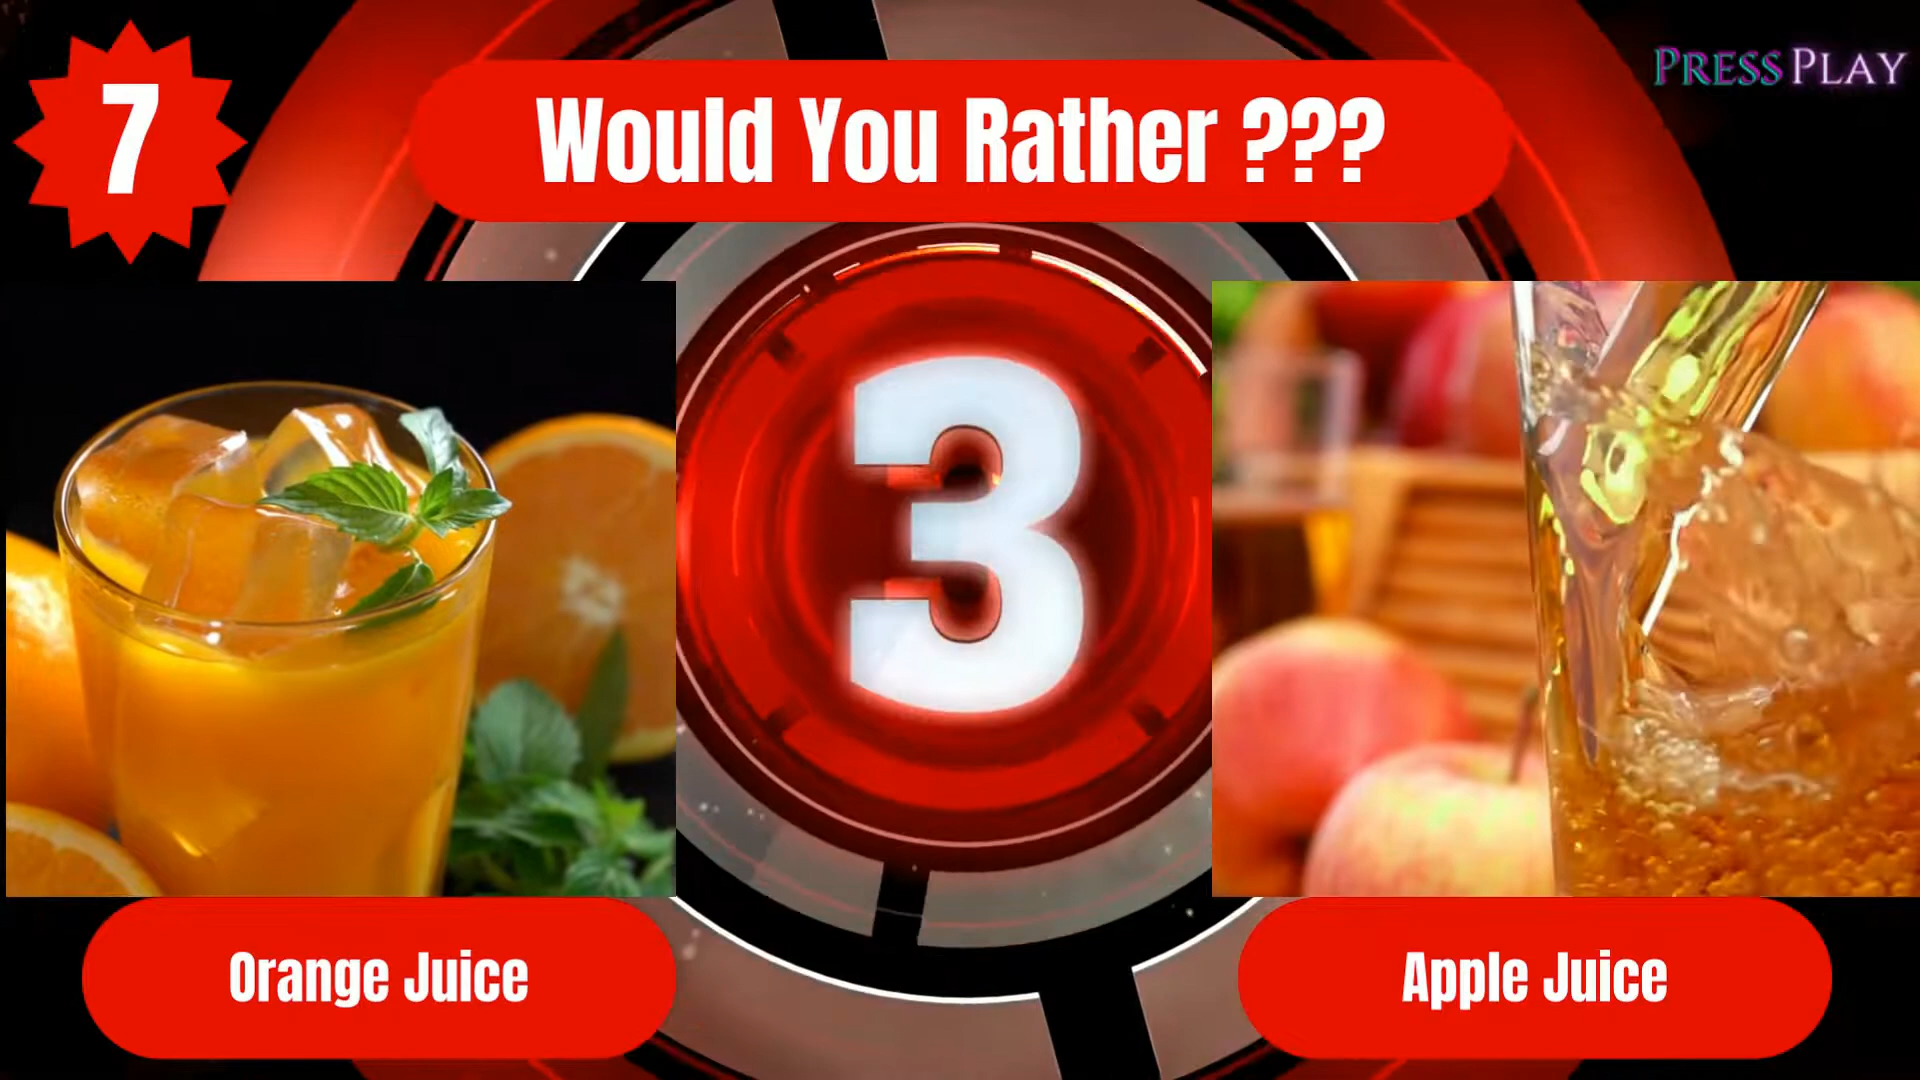 7
Would You Rather ???
PRESS PLAY
3
Orange Juice
Apple Juice